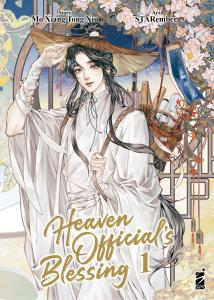 Story
Mo Xiang Tong Xiu
Art
STARember
Heaven
Official's
Blessing 1